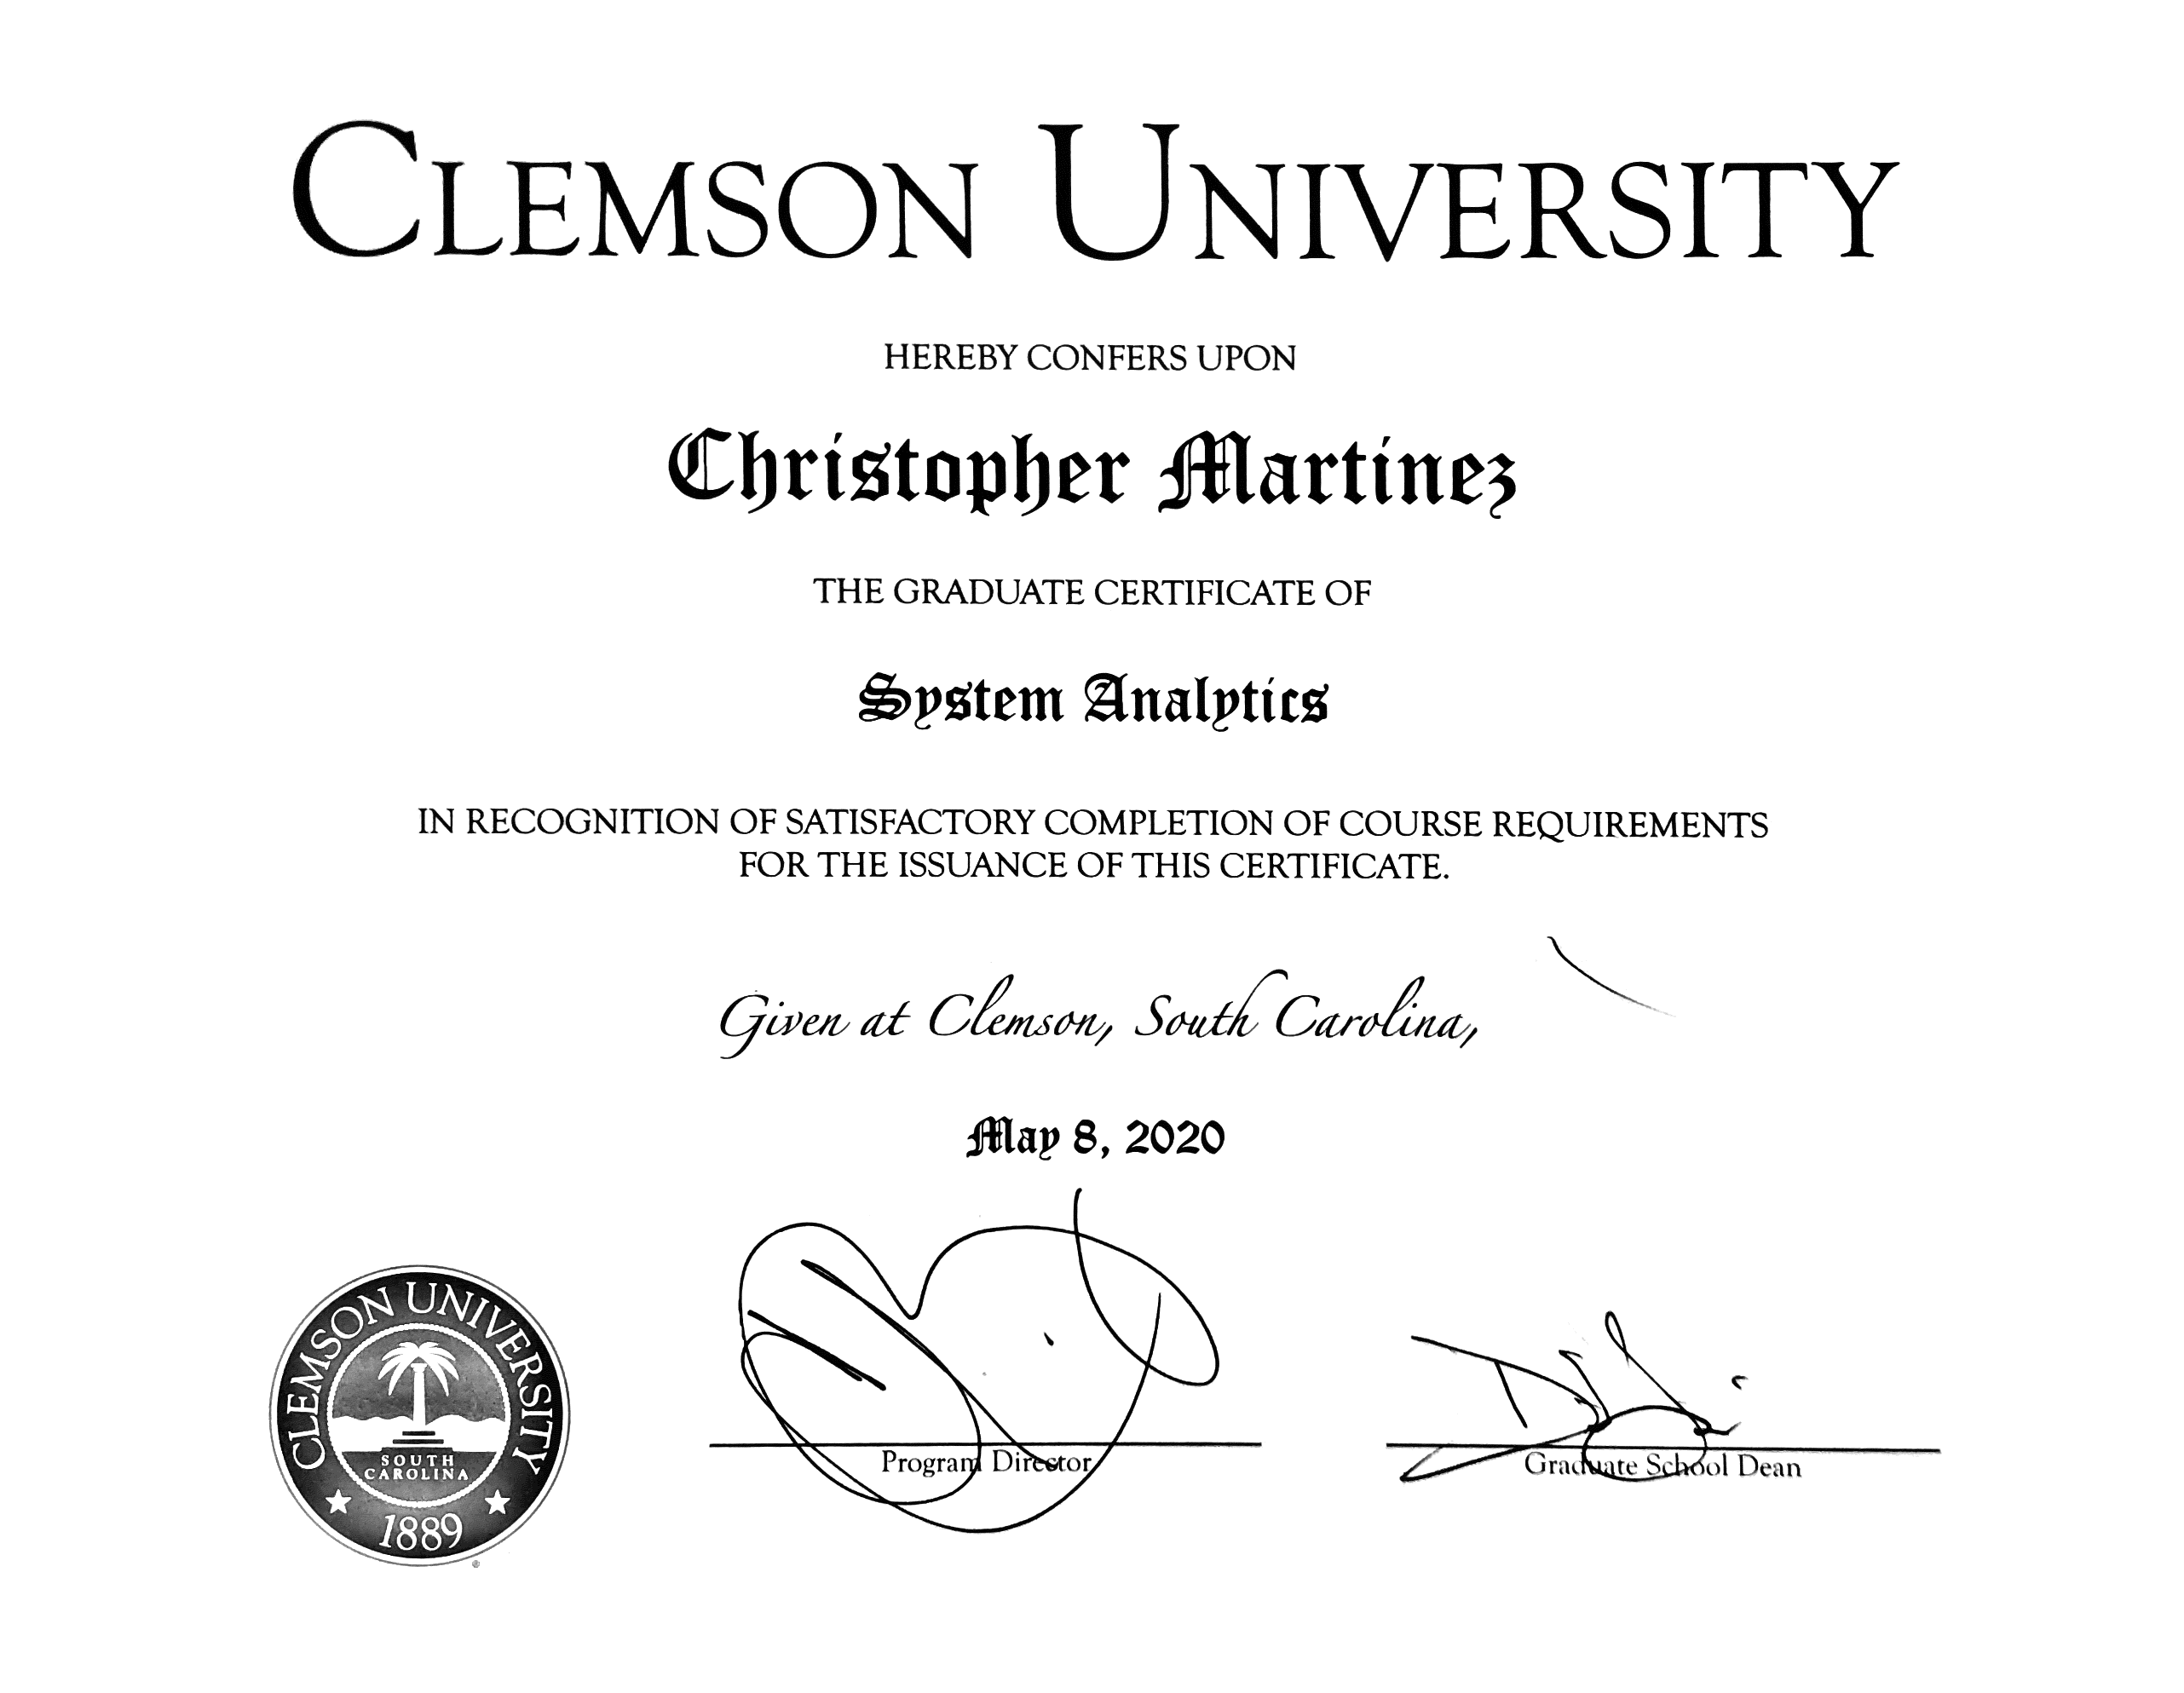 CLEMSON UNIVERSITY
HEREBY CONFERS UPON
Christopher Martinez
THE GRADUATE CERTIFICATE OF
System Analytics
IN RECOGNITION OF SATISFACTORY COMPLETION OF COURSE REQUIREMENTS
FOR THE ISSUANCE OF THIS CERTIFICATE.
Given at Clemson, South Carolina,
May 8, 2020
CLEMSON UNIVERSITY
SOUTH
CAROLINA
1889
Program Director
Graduate School Dean